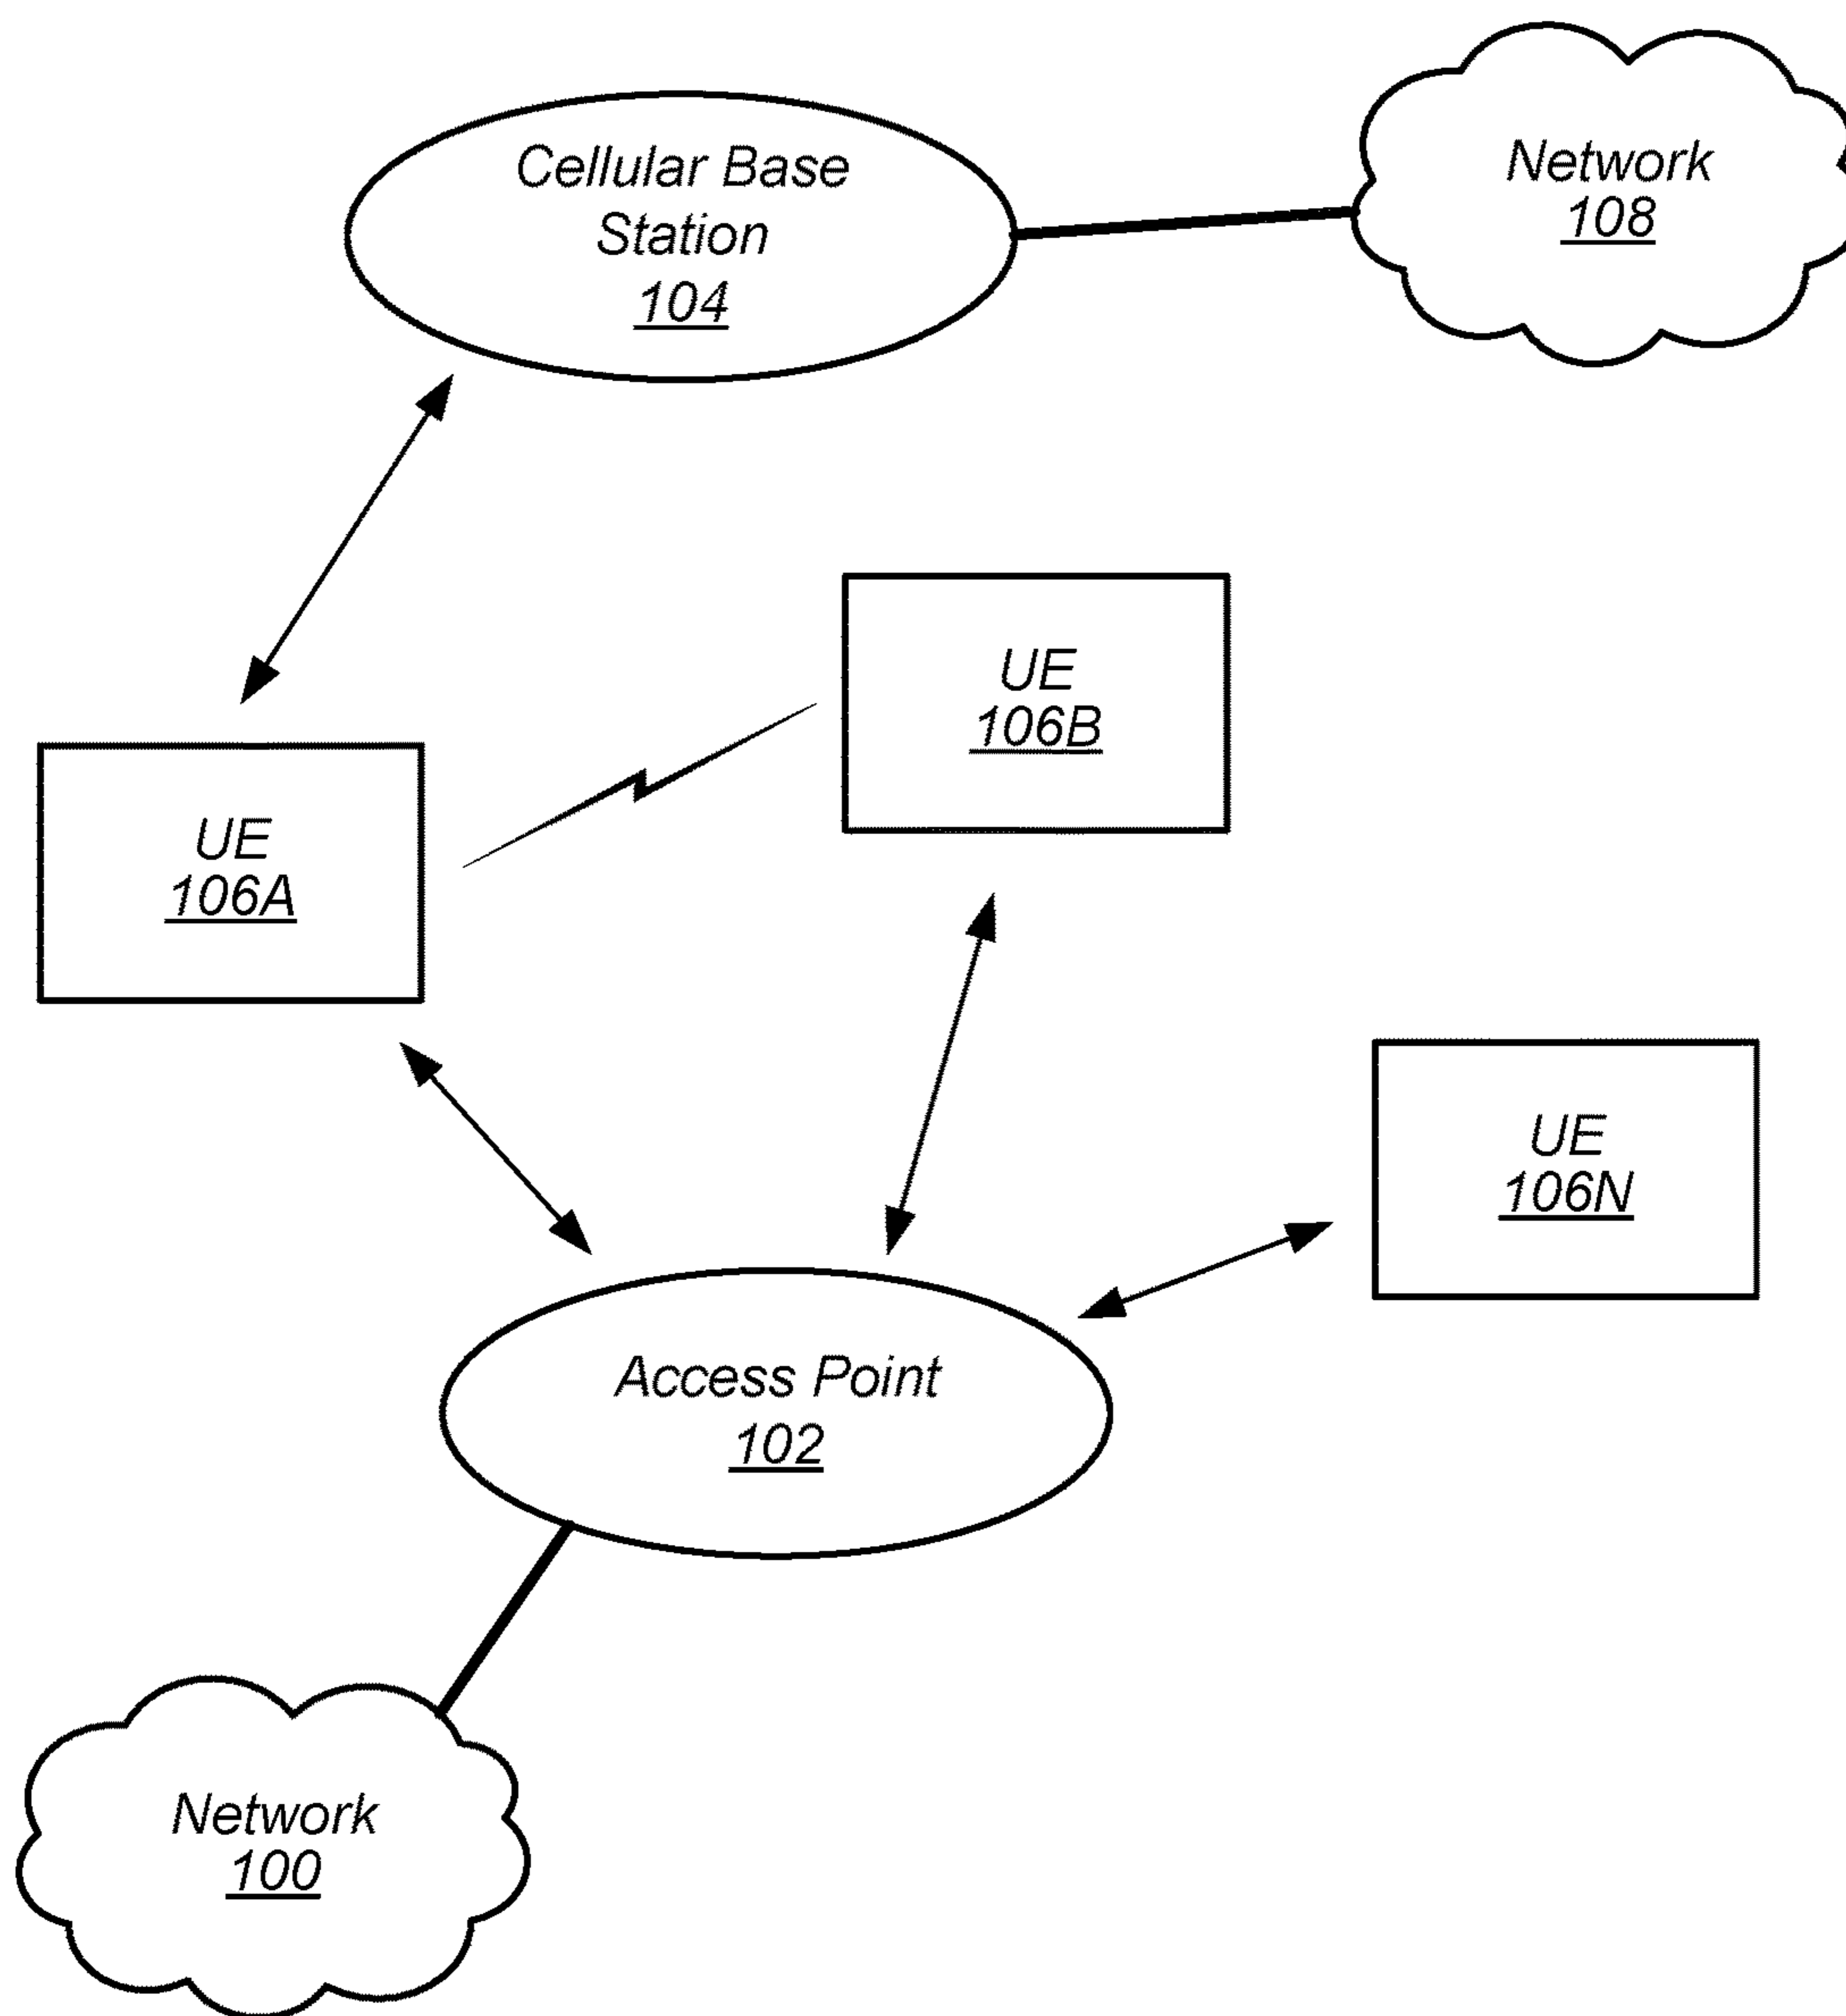 Cellular Base
Station
104
Network
108
UE
106B
UE
106A
UE
106N
Access Point
102
Network
100